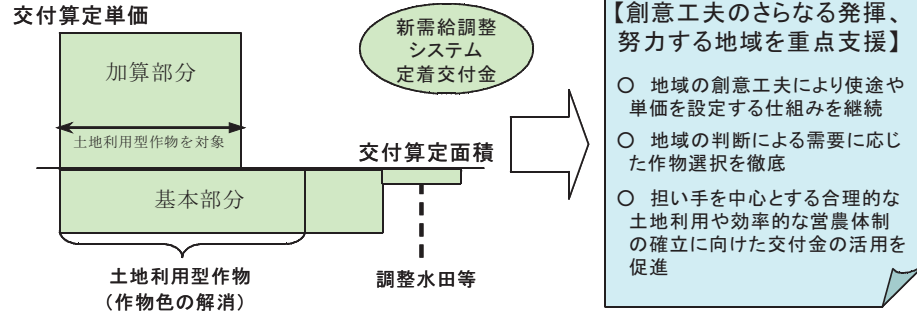 交付算定単価
加算部分
土地利用型作物を対象
新需給調整
システム
定着交付金
交付算定面積
基本部分
土地利用型作物
（作物色の解消）
調整水田等
【創意工夫のさらなる発揮、
努力する地域を重点支援】
○ 地域の創意工夫により使途や
単価を設定する仕組みを継続
○ 地域の判断による需要に応じ
た作物選択を徹底
○ 担い手を中心とする合理的な
土地利用や効率的な営農体制
の確立に向けた交付金の活用を
促進